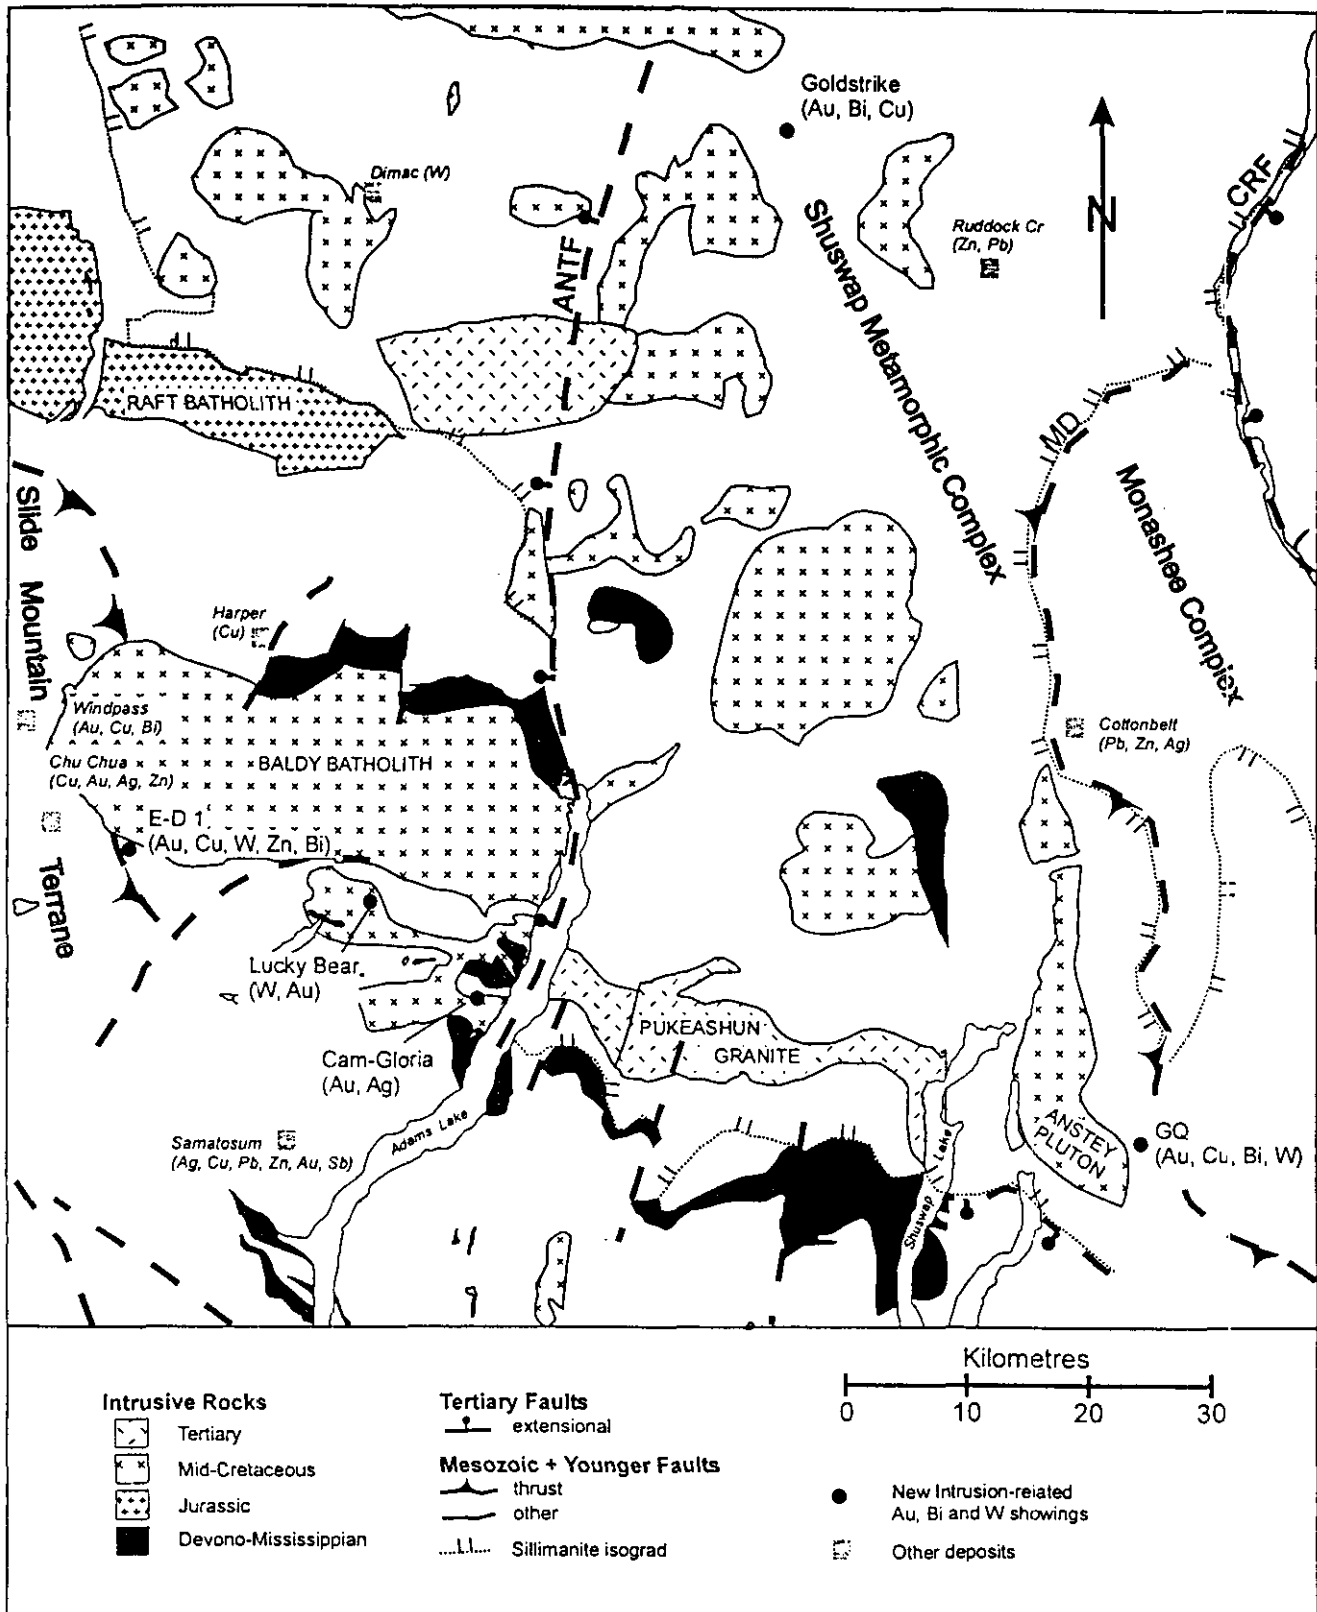 Goldstrike
(Au, Bi, Cu)
CRF
Dimac (W)
N
Ruddock Cr
(Zn, Pb)
Shuswap Metamorphic Complex
ANTF
RAFT BATHOLITH
MD
Monashee Complex
Slide Mountain Terrane
Harper
(Cu)
Windpass
(Au, Cu, Bi)
Cottonbelt
(Pb, Zn, Ag)
Chu Chua
(Cu, Au, Ag, Zn)
BALDY BATHOLITH
E-D 1
(Au, Cu, W, Zn, Bi)
Lucky Bear
(W, Au)
PUKEASHUN
GRANITE
Cam-Gloria
(Au, Ag)
Adams Lake
ANSTEY
PLUTON
GQ
(Au, Cu, Bi, W)
Samatosum
(Ag, Cu, Pb, Zn, Au, Sb)
Shuswap Lake
Kilometres
0 10 20 30
Intrusive Rocks
Tertiary
Mid-Cretaceous
Jurassic
Devono-Mississippian
Tertiary Faults
extensional
Mesozoic + Younger Faults
thrust
other
Sillimanite isograd
New Intrusion-related
Au, Bi and W showings
Other deposits